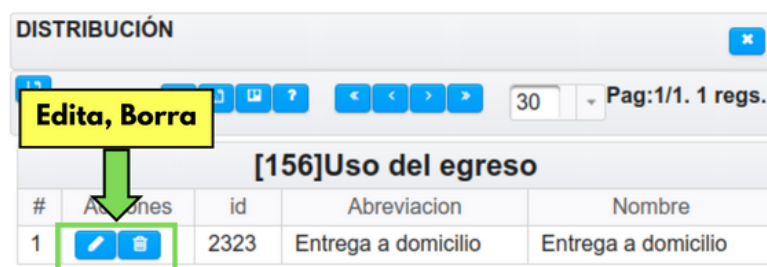 DISTRIBUCIÓN
? « < > » 30 Pag:1/1. 1 regs.
Edita, Borra
[156]Uso del egreso
# Acciones id Abreviacion Nombre
1 2323 Entrega a domicilio Entrega a domicilio